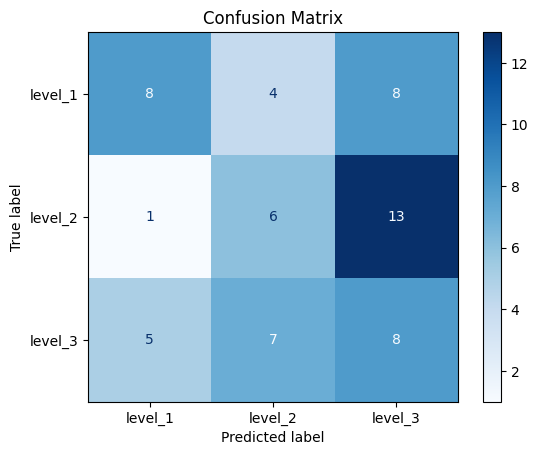 Confusion Matrix
level_1 8 4 8
level_2 1 6 13
level_3 5 7 8
level_1 level_2 level_3
Predicted label
True label
12
10
8
6
4
2